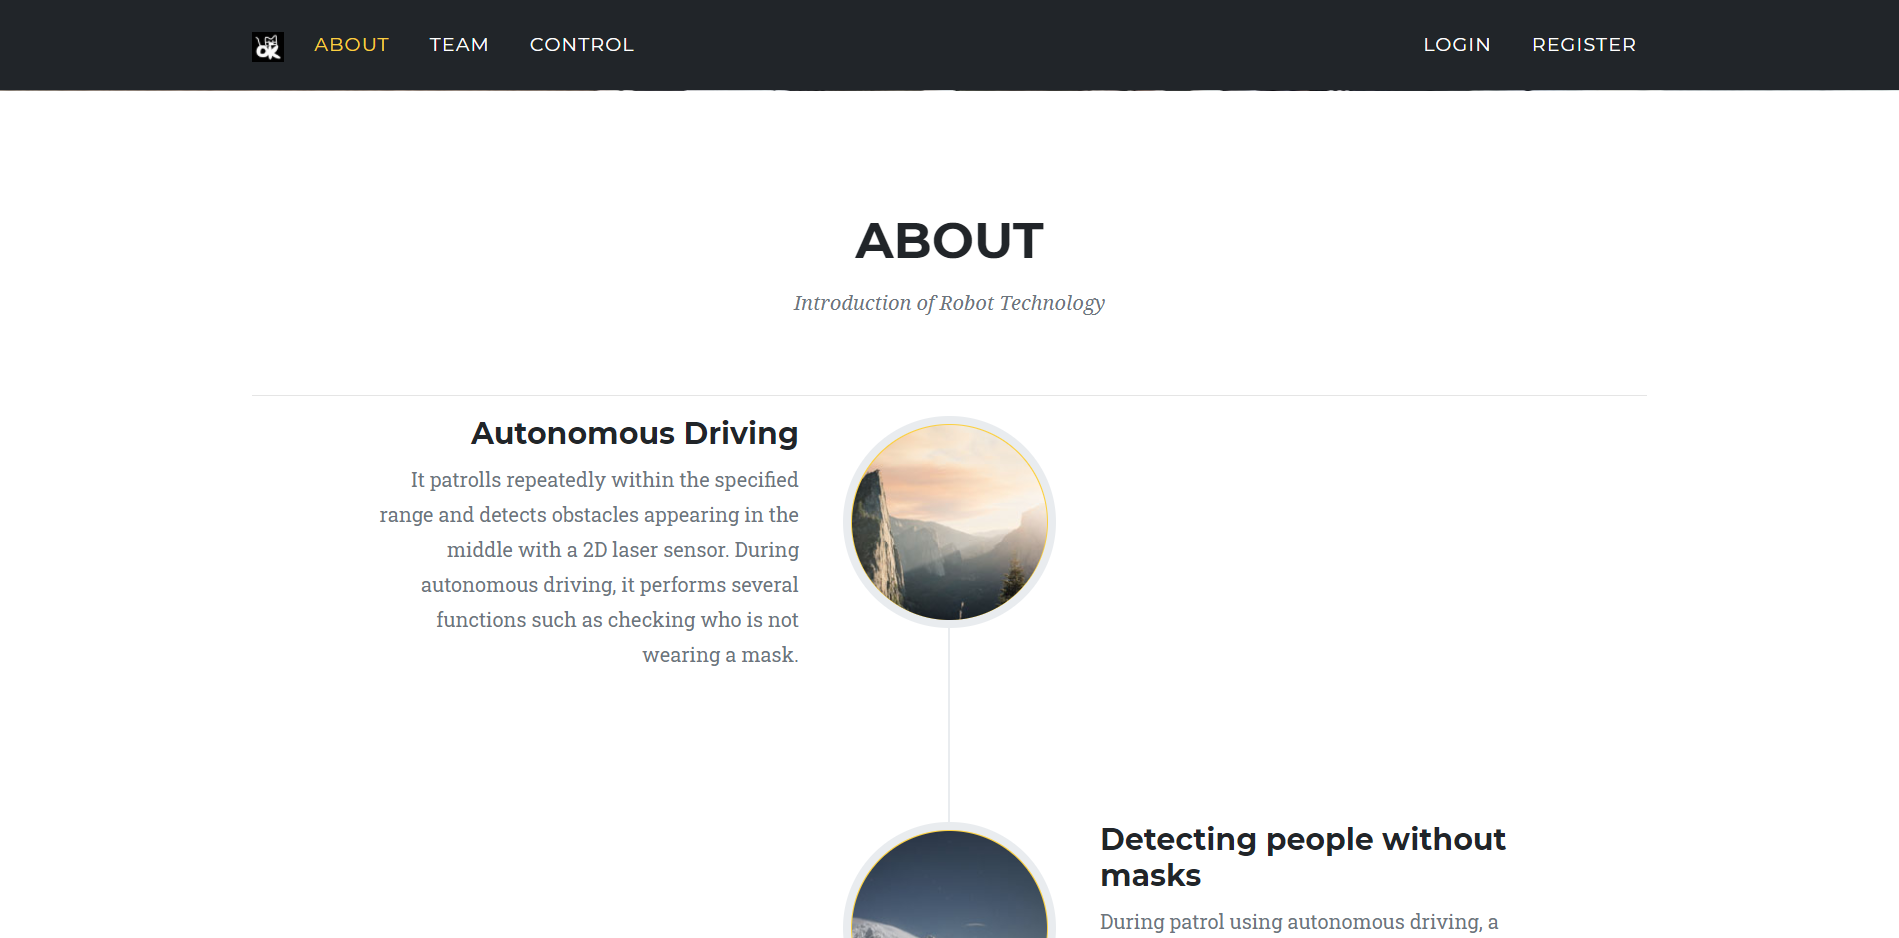 OK
ABOUT
TEAM
CONTROL
LOGIN
REGISTER
ABOUT
Introduction of Robot Technology
Autonomous Driving
It patrolls repeatedly within the specified
range and detects obstacles appearing in the
middle with a 2D laser sensor. During
autonomous driving, it performs several
functions such as checking who is not
wearing a mask.
Detecting people without
masks
During patrol using autonomous driving, a